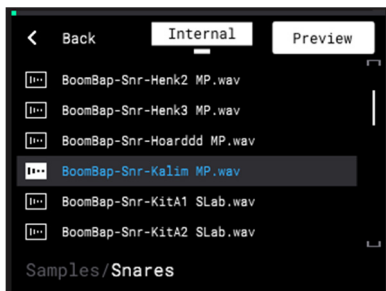 Back
Internal
Preview
BoomBap-Snr-Henk2 MP.wav
BoomBap-Snr-Henk3 MP.wav
BoomBap-Snr-Hoarddd MP.wav
BoomBap-Snr-Kalim MP.wav
BoomBap-Snr-KitA1 SLab.wav
BoomBap-Snr-KitA2 SLab.wav
Samples/Snares